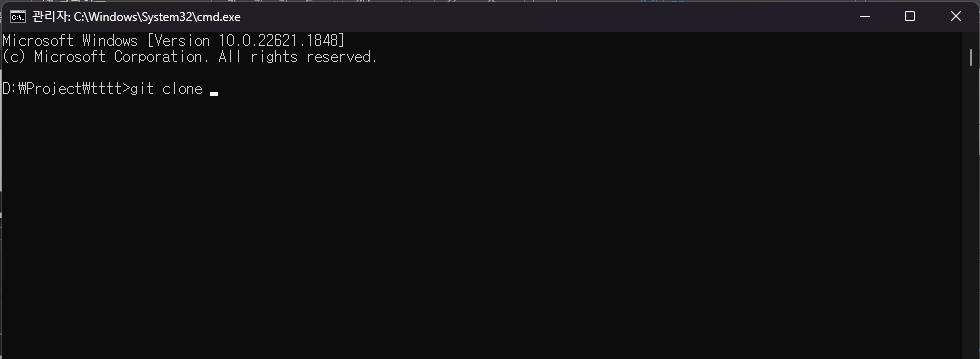 관리자: C:\Windows\System32\cmd.exe
Microsoft Windows [Version 10.0.22621.1848]
(c) Microsoft Corporation. All rights reserved.
D:₩Project₩tttt>git clone